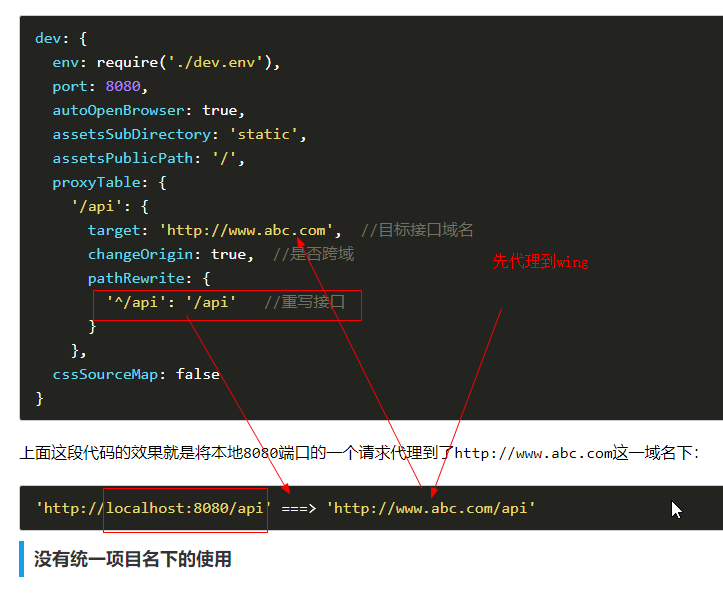 dev: {
env: require('./dev.env'),
port: 8080,
autoOpenBrowser: true,
assetsSubDirectory: 'static',
assetsPublicPath: '/',
proxyTable: {
'/api': {
target: 'http://www.abc.com',  //目标接口域名
changeOrigin: true,  //是否跨域
先代理到wing
pathRewrite: {
'^/api': '/api'   //重写接口
}
},
cssSourceMap: false
}
上面这段代码的效果就是将本地8080端口的一个请求代理到了http://www.abc.com这一域名下：
'http://localhost:8080/api' ===> 'http://www.abc.com/api'
没有统一项目名下的使用